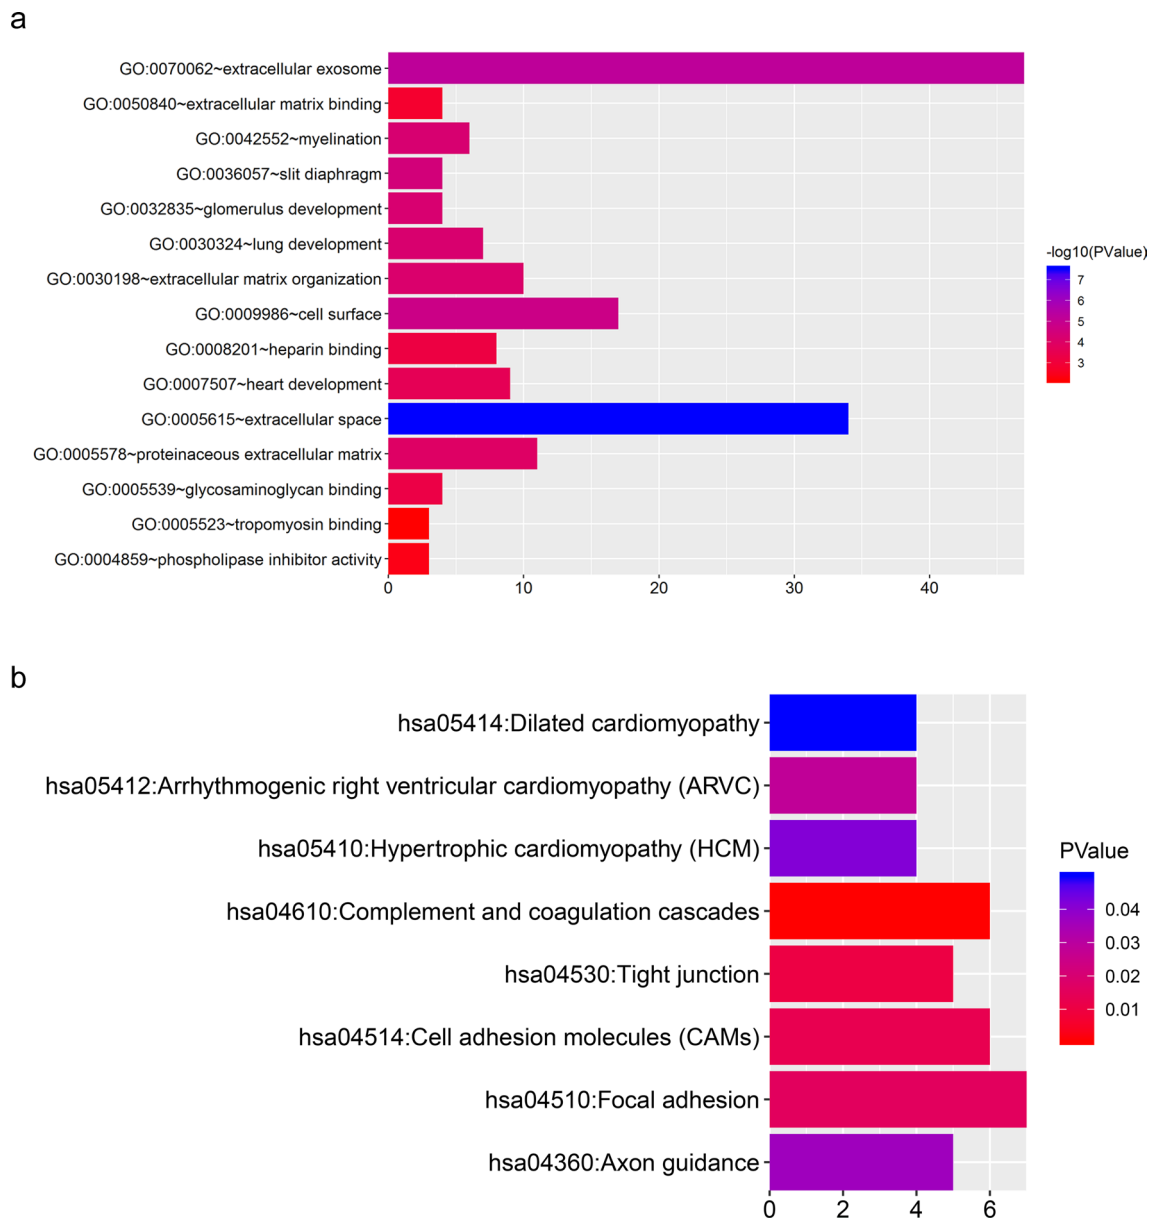 a
GO:0070062~extracellular exosome
GO:0050840~extracellular matrix binding
GO:0042552~myelination
GO:0036057~slit diaphragm
GO:0032835~glomerulus development
GO:0030324~lung development
GO:0030198~extracellular matrix organization
GO:0009986~cell surface
GO:0008201~heparin binding
GO:0007507~heart development
GO:0005615~extracellular space
GO:0005578~proteinaceous extracellular matrix
GO:0005539~glycosaminoglycan binding
GO:0005523~tropomyosin binding
GO:0004859~phospholipase inhibitor activity
0 10 20 30 40
-log10(PValue)
7
6
5
4
3
b
hsa05414:Dilated cardiomyopathy
hsa05412:Arrhythmogenic right ventricular cardiomyopathy (ARVC)
hsa05410:Hypertrophic cardiomyopathy (HCM)
hsa04610:Complement and coagulation cascades
hsa04530:Tight junction
hsa04514:Cell adhesion molecules (CAMs)
hsa04510:Focal adhesion
hsa04360:Axon guidance
0 2 4 6
PValue
0.04
0.03
0.02
0.01